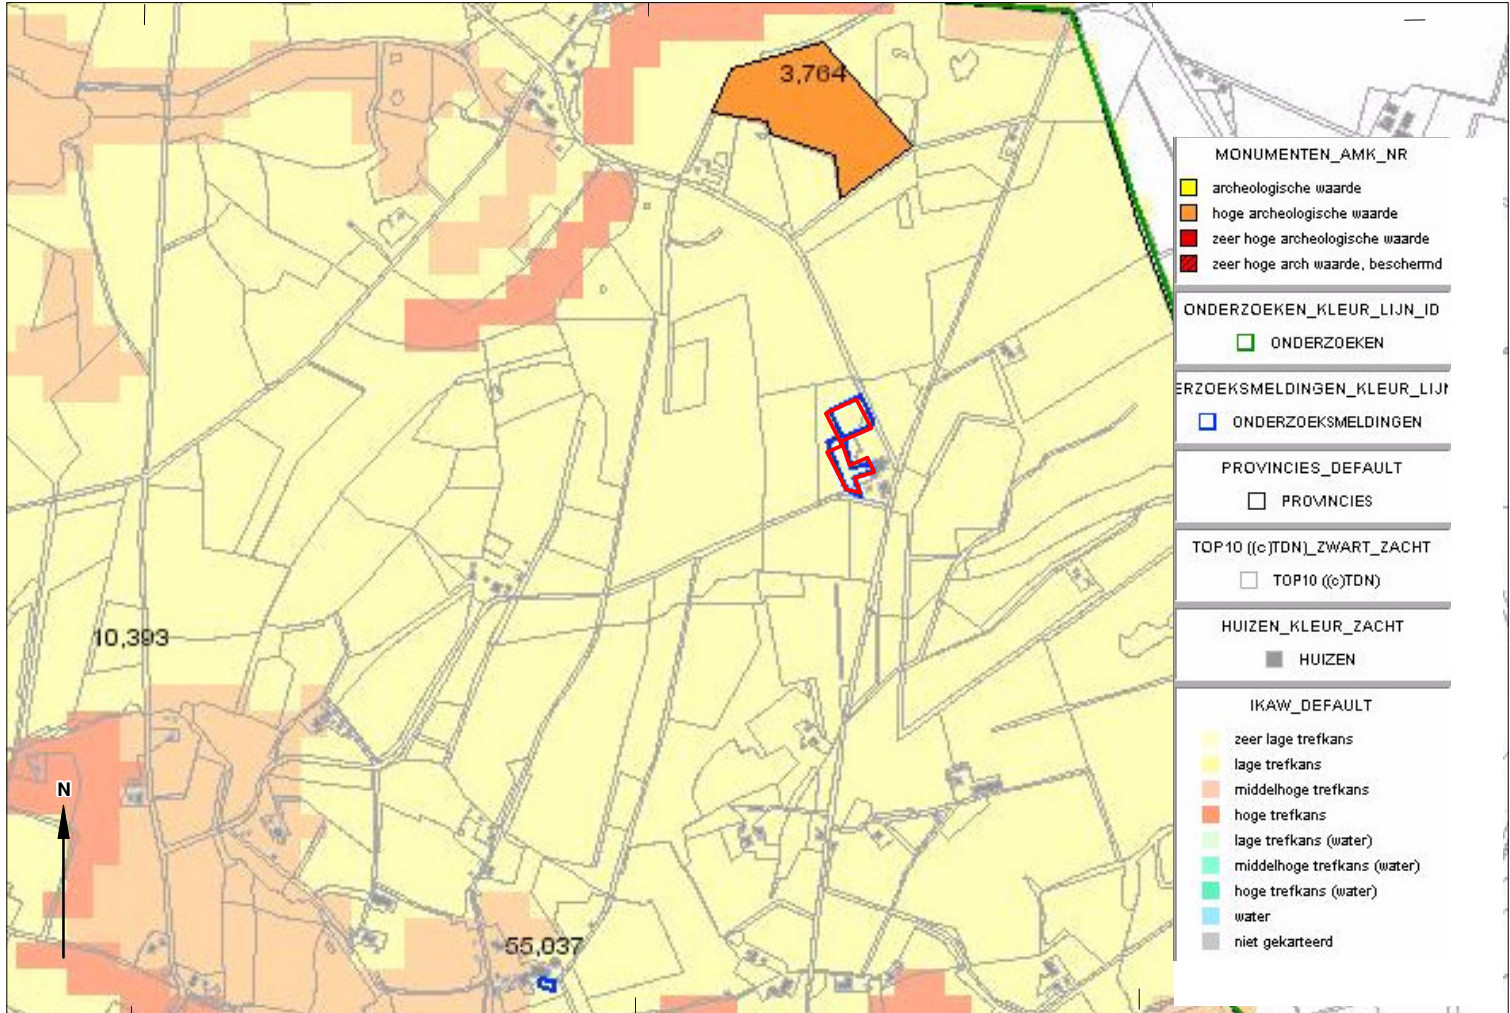 3,764
10,393
55,037
N
MONUMENTEN_AMK_NR
archeologische waarde
hoge archeologische waarde
zeer hoge archeologische waarde
zeer hoge arch waarde, beschermd
ONDERZOEKEN_KLEUR_LIJN_ID
ONDERZOEKEN
ERZOEKSMELDINGEN_KLEUR_LIJN
ONDERZOEKSMELDINGEN
PROVINCIES_DEFAULT
PROVINCIES
TOP10 ((c)TDN)_ZWART_ZACHT
TOP10 ((c)TDN)
HUIZEN_KLEUR_ZACHT
HUIZEN
IKAW_DEFAULT
zeer lage trefkans
lage trefkans
middelhoge trefkans
hoge trefkans
lage trefkans (water)
middelhoge trefkans (water)
hoge trefkans (water)
water
niet gekarteerd